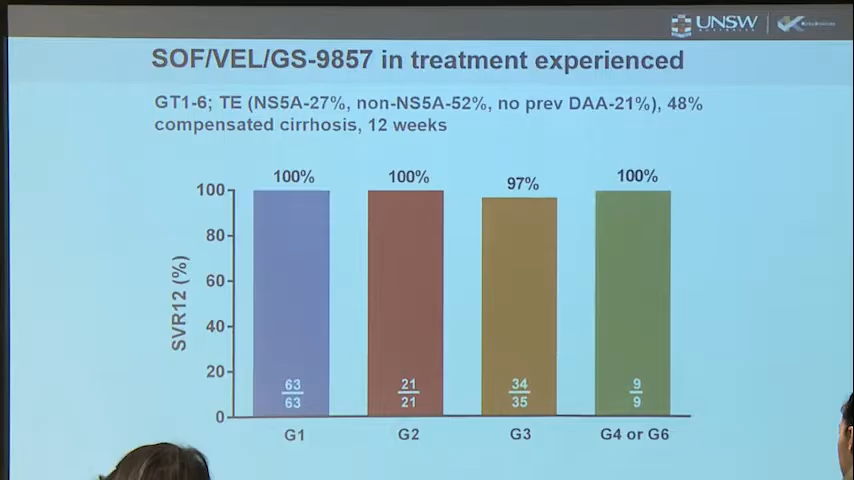 UNSW
AUSTRALIA
SOF/VEL/GS-9857 in treatment experienced
GT1-6; TE (NS5A-27%, non-NS5A-52%, no prev DAA-21%), 48%
compensated cirrhosis, 12 weeks
100% 100% 97% 100%
SVR12 (%)
100
80
60
40
20
0
63 21 34 9
63 21 35 9
G1 G2 G3 G4 or G6